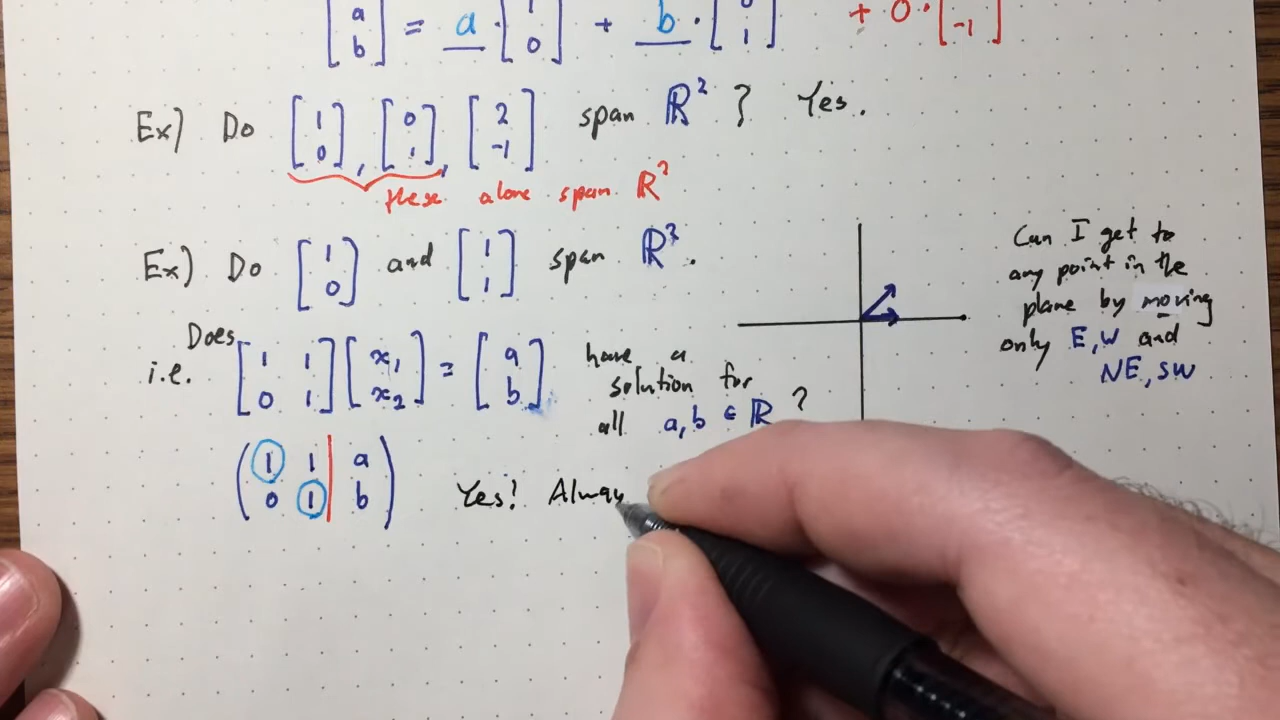 [a b] = a · [1 0] + b · [0 1] + 0 · [ -1]
Ex) Do [1 0], [0 1], [2 -1] span ℝ² ? Yes.
these alone span ℝ²
Ex) Do [1 0] and [1 1] span ℝ².
Does
i.e. [1 1 0 1] [x₁ x₂] = [a b] have a
solution for
all a,b ∈ ℝ ?
(1 1 | a 0 1 | b) Yes! Alway
Can I get to
any point in the
plane by moving
only E, W and
NE, SW